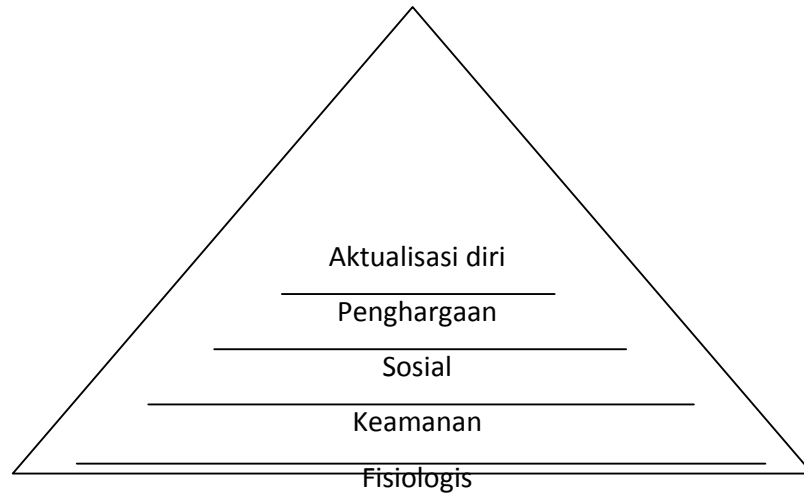 Aktualisasi diri
Penghargaan
Sosial
Keamanan
Fisiologis